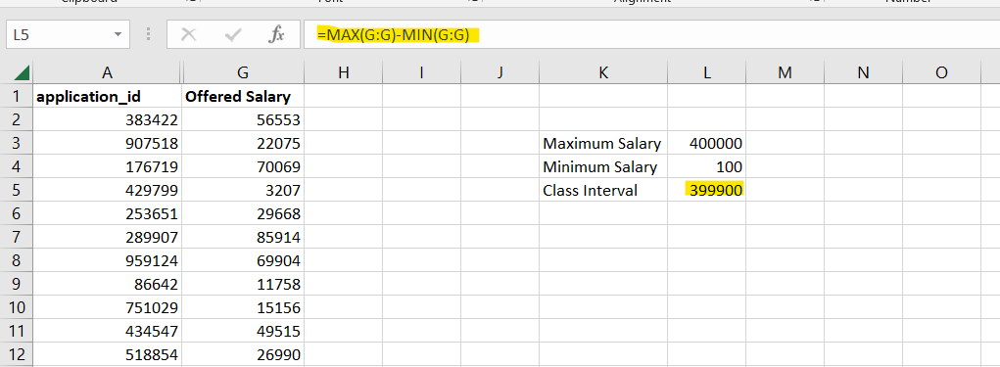 L5 fx =MAX(G:G)-MIN(G:G)
A G H I J K L M N O
1 application_id Offered Salary
2 383422 56553
3 907518 22075 Maximum Salary 400000
4 176719 70069 Minimum Salary 100
5 429799 3207 Class Interval 399900
6 253651 29668
7 289907 85914
8 959124 69904
9 86642 11758
10 751029 15156
11 434547 49515
12 518854 26990